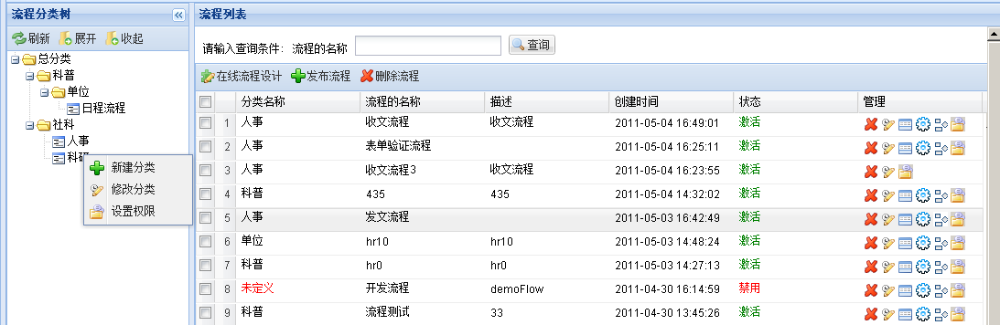 流程分类树
刷新 展开 收起
总分类
科普
单位
日程流程
社科
人事
科研
新建分类
修改分类
设置权限
流程列表
请输入查询条件： 流程的名称 查询
在线流程设计 发布流程 删除流程
分类名称 流程的名称 描述 创建时间 状态 管理
1 人事 收文流程 收文流程 2011-05-04 16:49:01 激活
2 人事 表单验证流程 2011-05-04 16:25:11 激活
3 人事 收文流程3 收文流程 2011-05-04 16:23:55 激活
4 科普 435 435 2011-05-04 14:32:02 激活
5 人事 发文流程 2011-05-03 16:42:49 激活
6 单位 hr10 hr10 2011-05-03 14:48:24 激活
7 科普 hr0 hr0 2011-05-03 14:27:13 激活
8 未定义 开发流程 demoFlow 2011-04-30 16:14:59 禁用
9 科普 流程测试 33 2011-04-30 13:45:26 激活